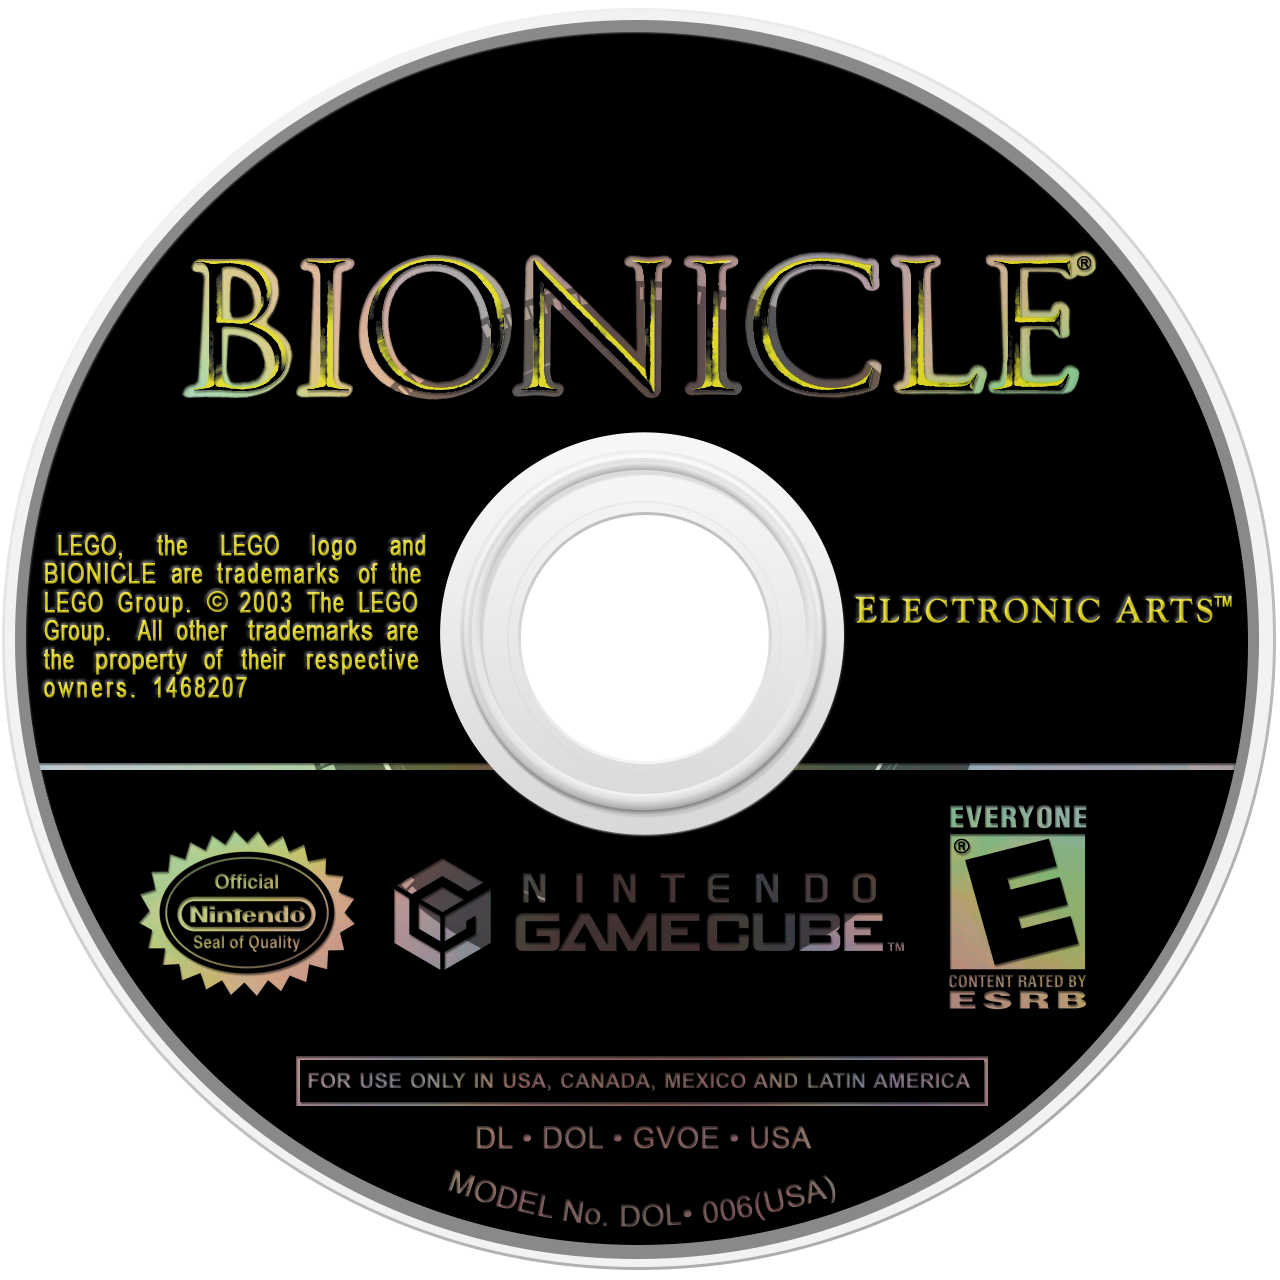 BIONICLE®
LEGO, the LEGO logo and
BIONICLE are trademarks of the
LEGO Group. © 2003 The LEGO
Group. All other trademarks are
the property of their respective
owners. 1468207
ELECTRONIC ARTS™
Official
Nintendo®
Seal of Quality
NINTENDO
GAMECUBE™
EVERYONE
®
E
CONTENT RATED BY
ESRB
FOR USE ONLY IN USA, CANADA, MEXICO AND LATIN AMERICA
DL • DOL • GVOE • USA
MODEL No. DOL• 006(USA)